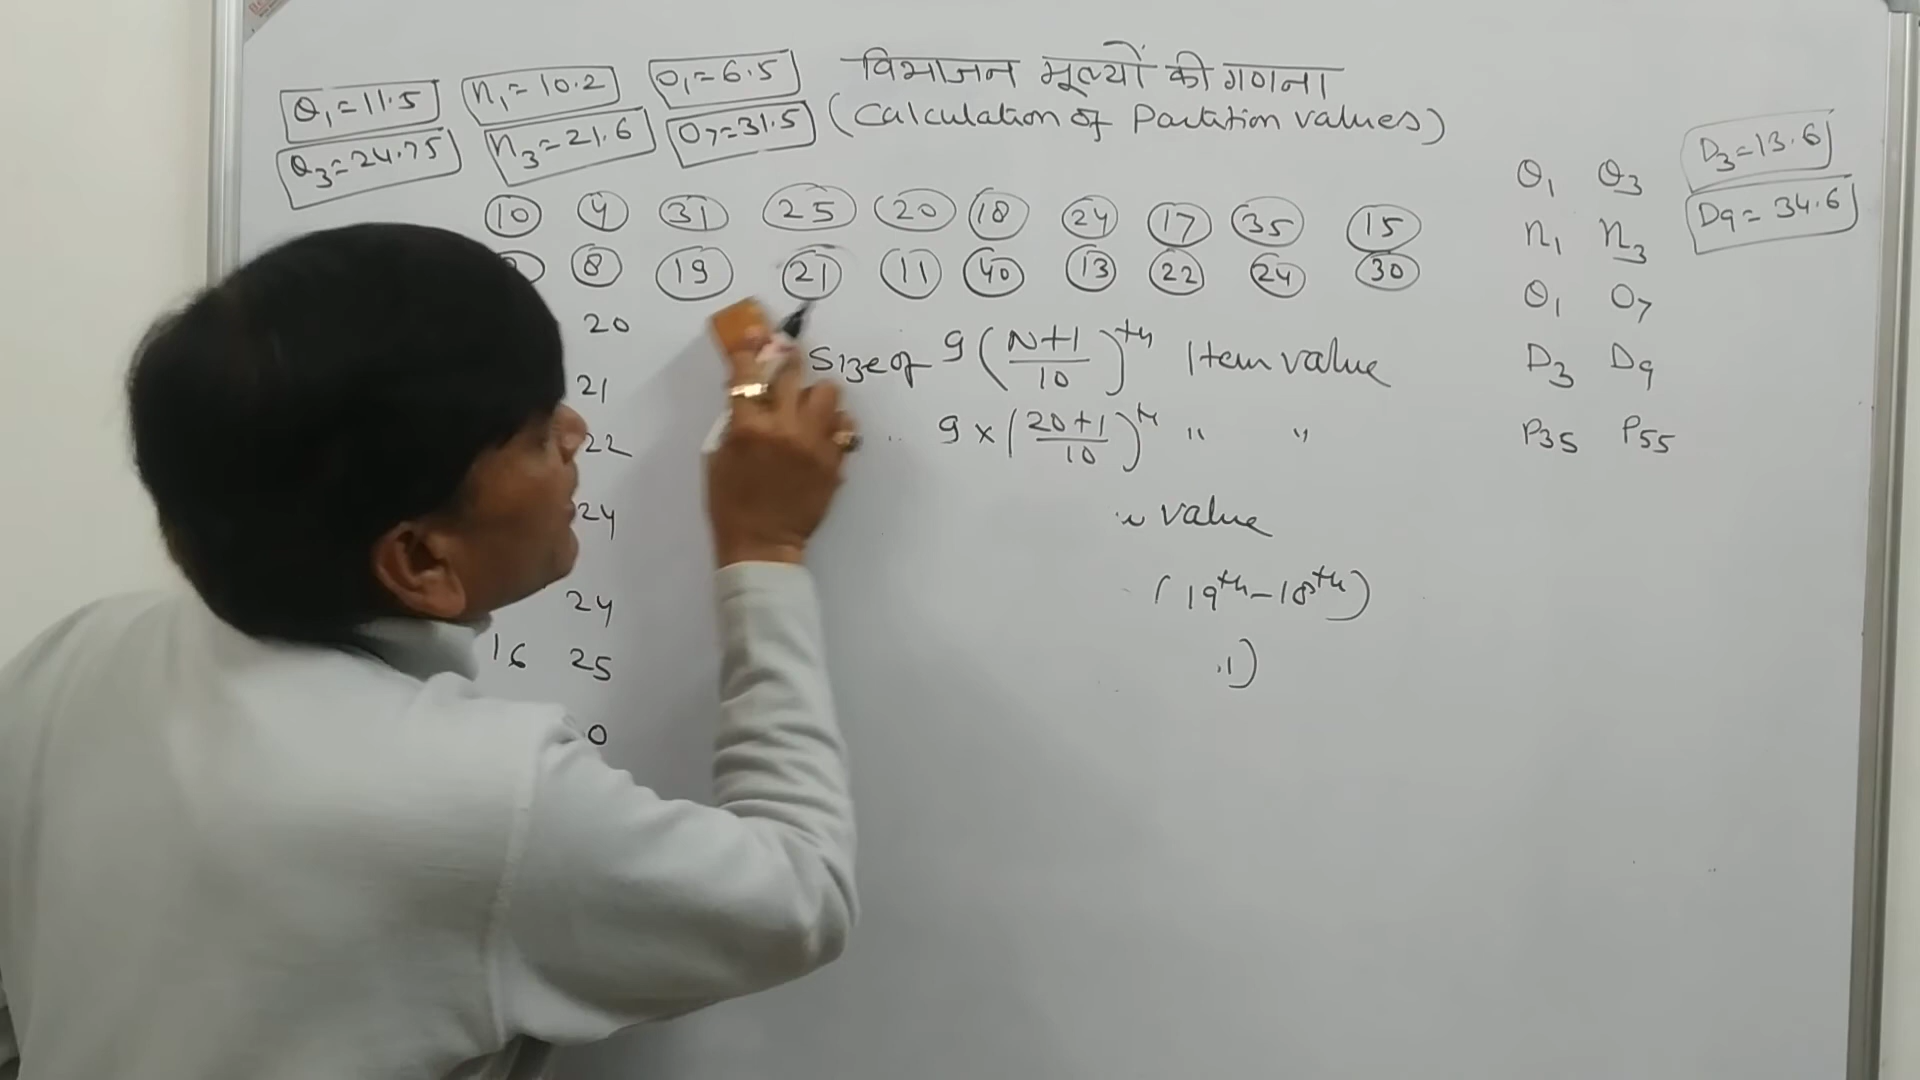 विभाजन मूल्यों की गणना
(Calculation of Partition values)
Q₁=11.5 n₁=10.2 O₁=6.5
Q₃=24.75 n₃=21.6 O₇=31.5
D₃=13.6
D₉=34.6
10 4 31 25 20 18 24 17 35 15
8 19 21 11 40 13 22 24 30
20
21
22
24
24
16 25
0
Size of 9(N+1/10)th Item value
" 9×(20+1/10)th " "
" value
(19th-18th)
.1)
Q₁ Q₃
n₁ n₃
O₁ O₇
D₃ D₉
P35 P55